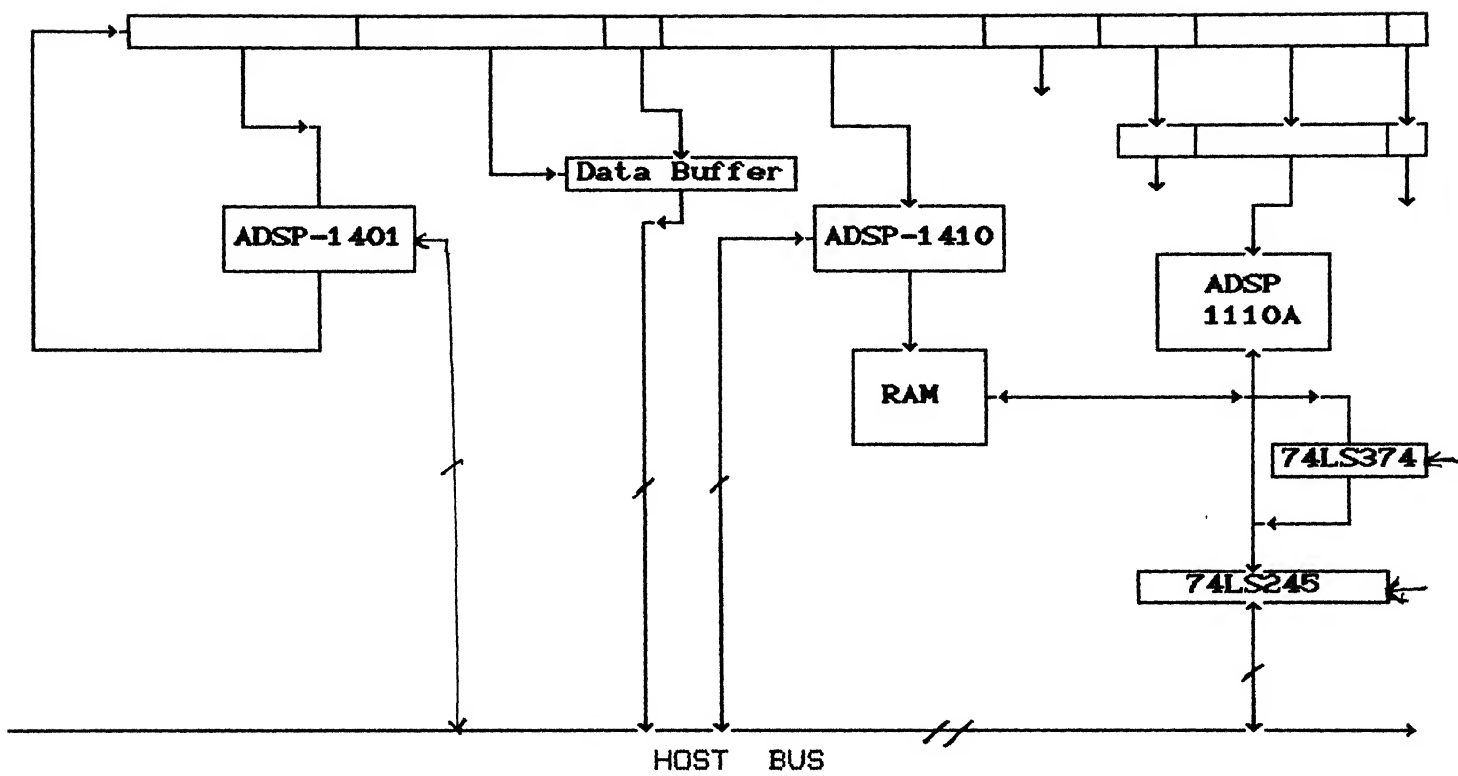 Data Buffer
ADSP-1401
ADSP-1410
ADSP
1110A
RAM
74LS374
74LS245
HOST BUS